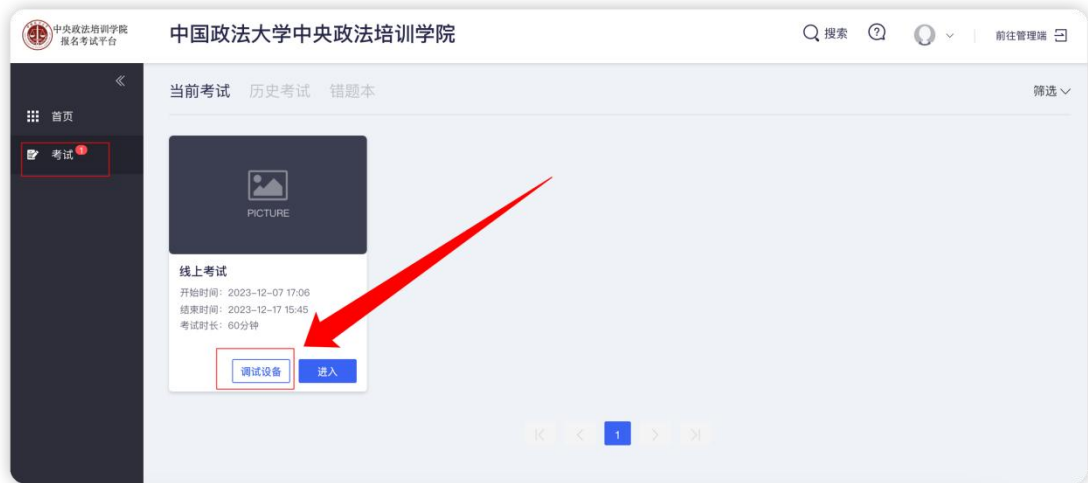 中央政法培训学院
报名考试平台
中国政法大学中央政法培训学院
搜索
前往管理端
首页
考试 1
当前考试 历史考试 错题本
筛选
PICTURE
线上考试
开始时间：2023-12-07 17:06
结束时间：2023-12-17 15:45
考试时长：60分钟
调试设备 进入
1